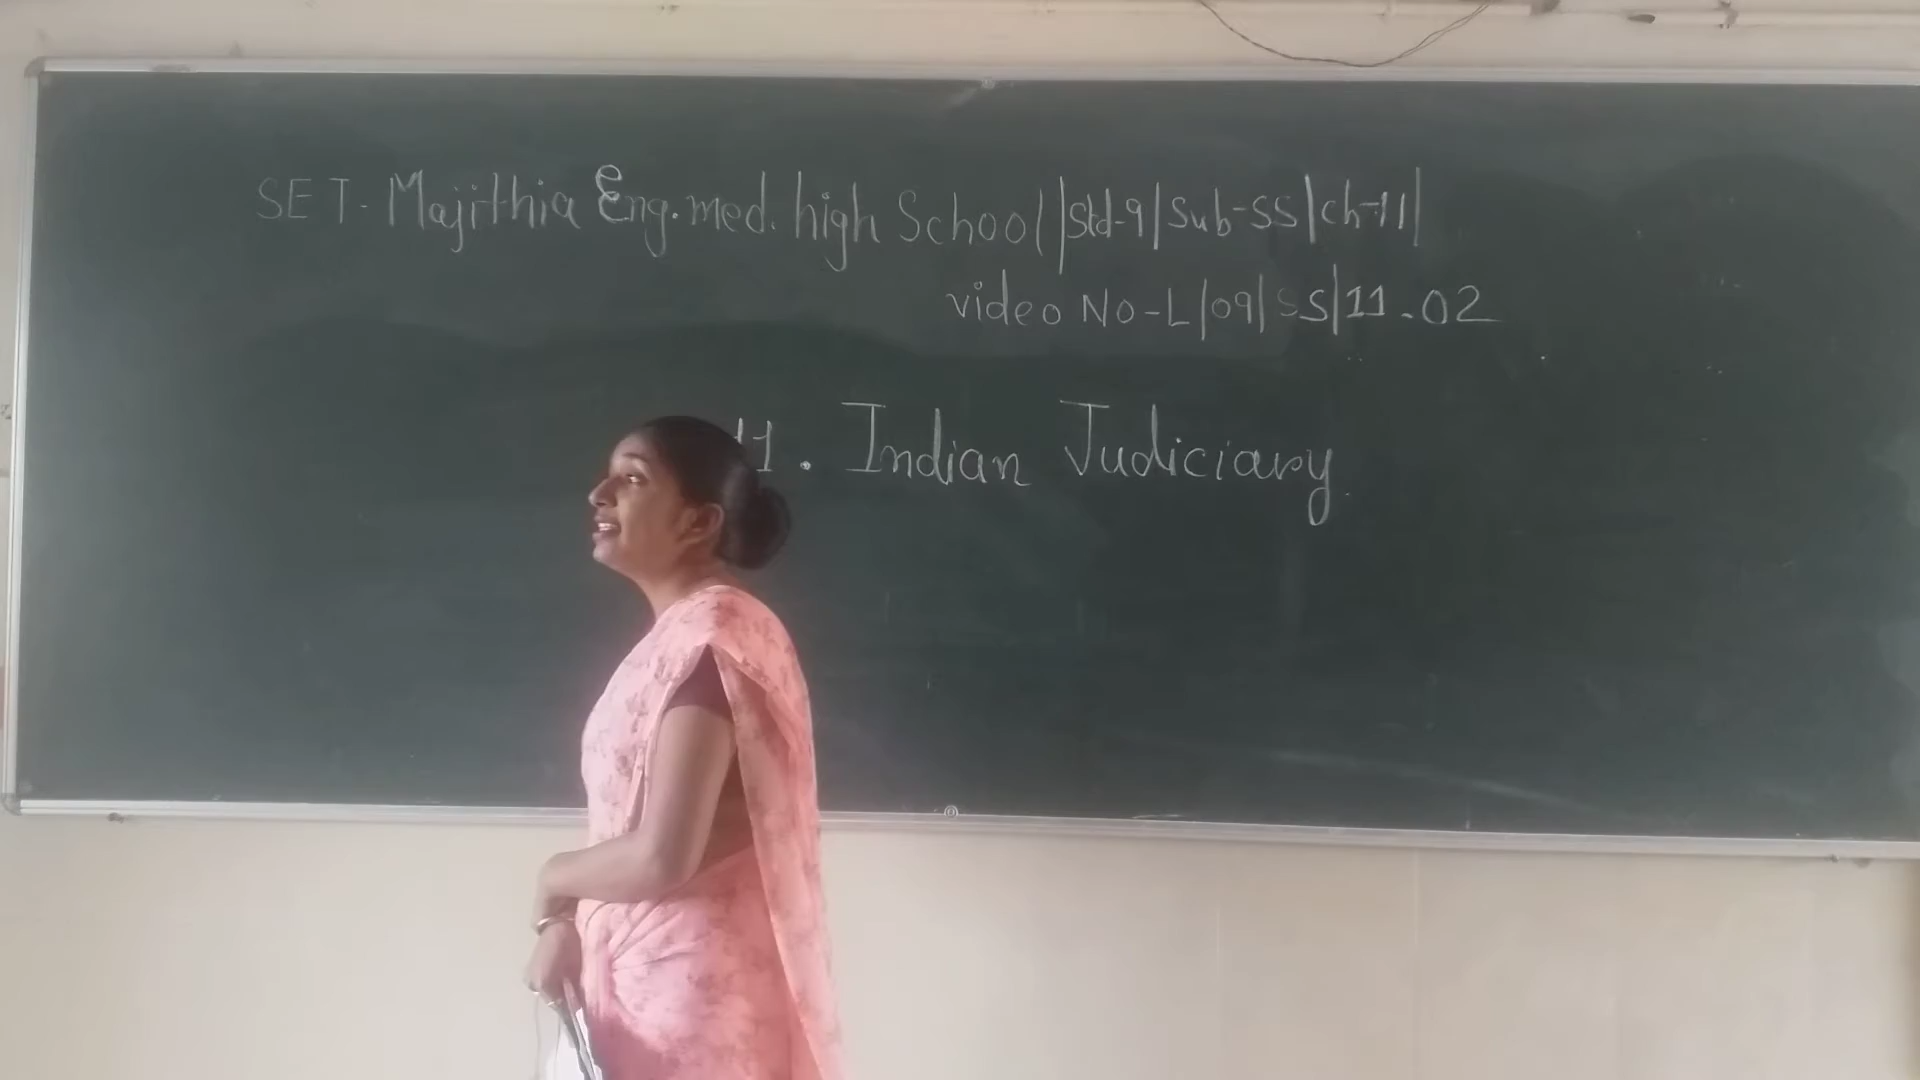 SET-Majithia Eng.med. high School||Std-9|Sub-SS|ch-11|
video No-L|09|SS|11.02
11. Indian Judiciary